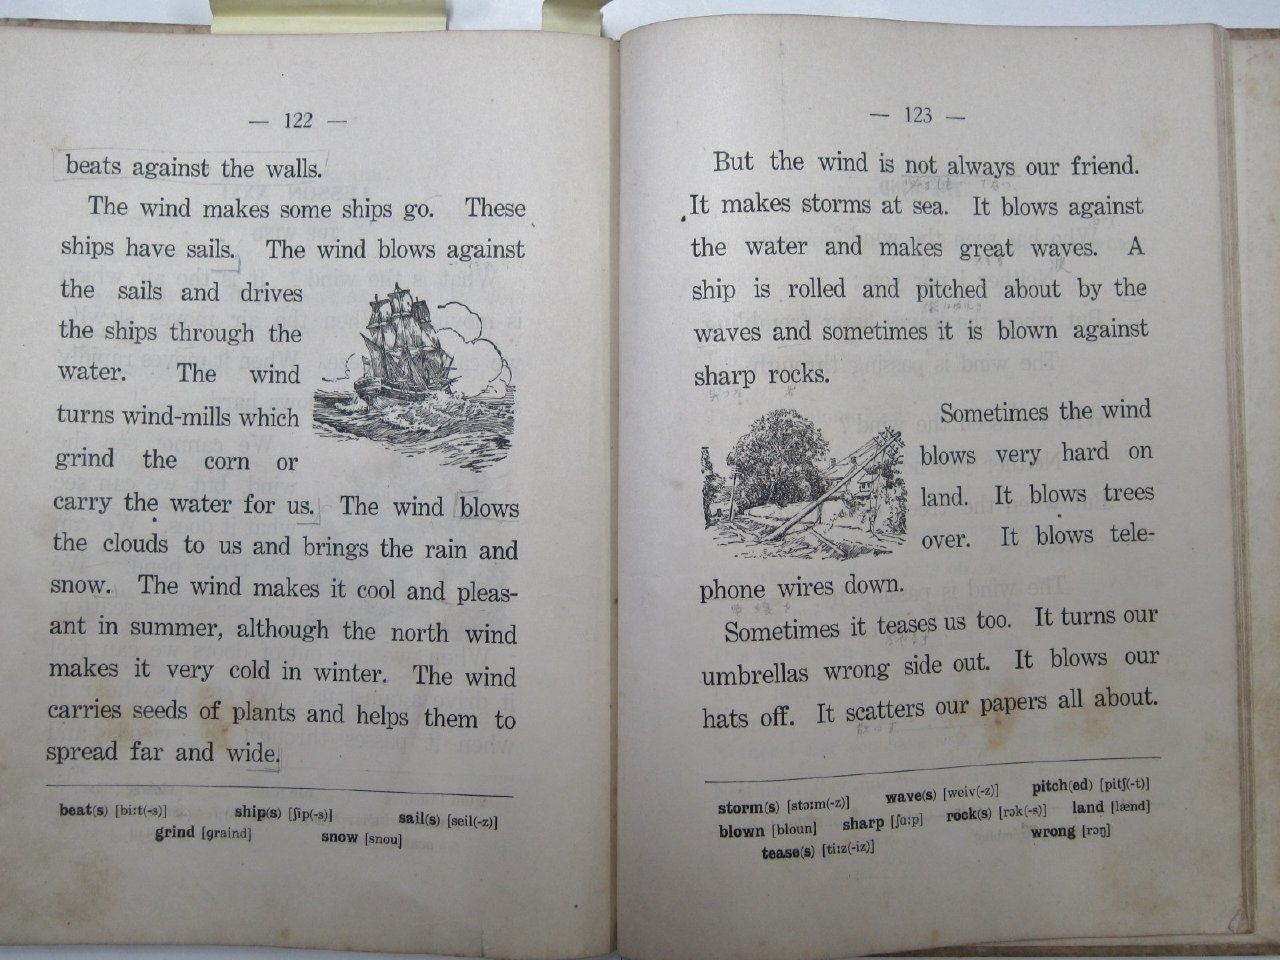 — 122 —
beats against the walls.
The wind makes some ships go. These
ships have sails. The wind blows against
the sails and drives
the ships through the
water. The wind
turns wind-mills which
grind the corn or
carry the water for us. The wind blows
the clouds to us and brings the rain and
snow. The wind makes it cool and pleas-
ant in summer, although the north wind
makes it very cold in winter. The wind
carries seeds of plants and helps them to
spread far and wide.
beat(s) [biːt(-s)] ship(s) [ʃip(-s)] sail(s) [seil(-z)]
grind [graind] snow [snou]
— 123 —
But the wind is not always our friend.
It makes storms at sea. It blows against
the water and makes great waves. A
ship is rolled and pitched about by the
waves and sometimes it is blown against
sharp rocks.
Sometimes the wind
blows very hard on
land. It blows trees
over. It blows tele-
phone wires down.
Sometimes it teases us too. It turns our
umbrellas wrong side out. It blows our
hats off. It scatters our papers all about.
storm(s) [stɔːm(-z)] wave(s) [weiv(-z)] pitch(ed) [pitʃ(-t)]
blown [bloun] sharp [ʃɑːp] rock(s) [rɔk(-s)] land [lænd]
tease(s) [tiːz(-iz)] wrong [rɔŋ]